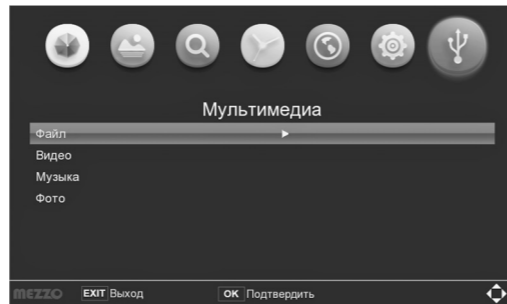 Мультимедиа
Файл
Видео
Музыка
Фото
mezzo EXIT Выход OK Подтвердить